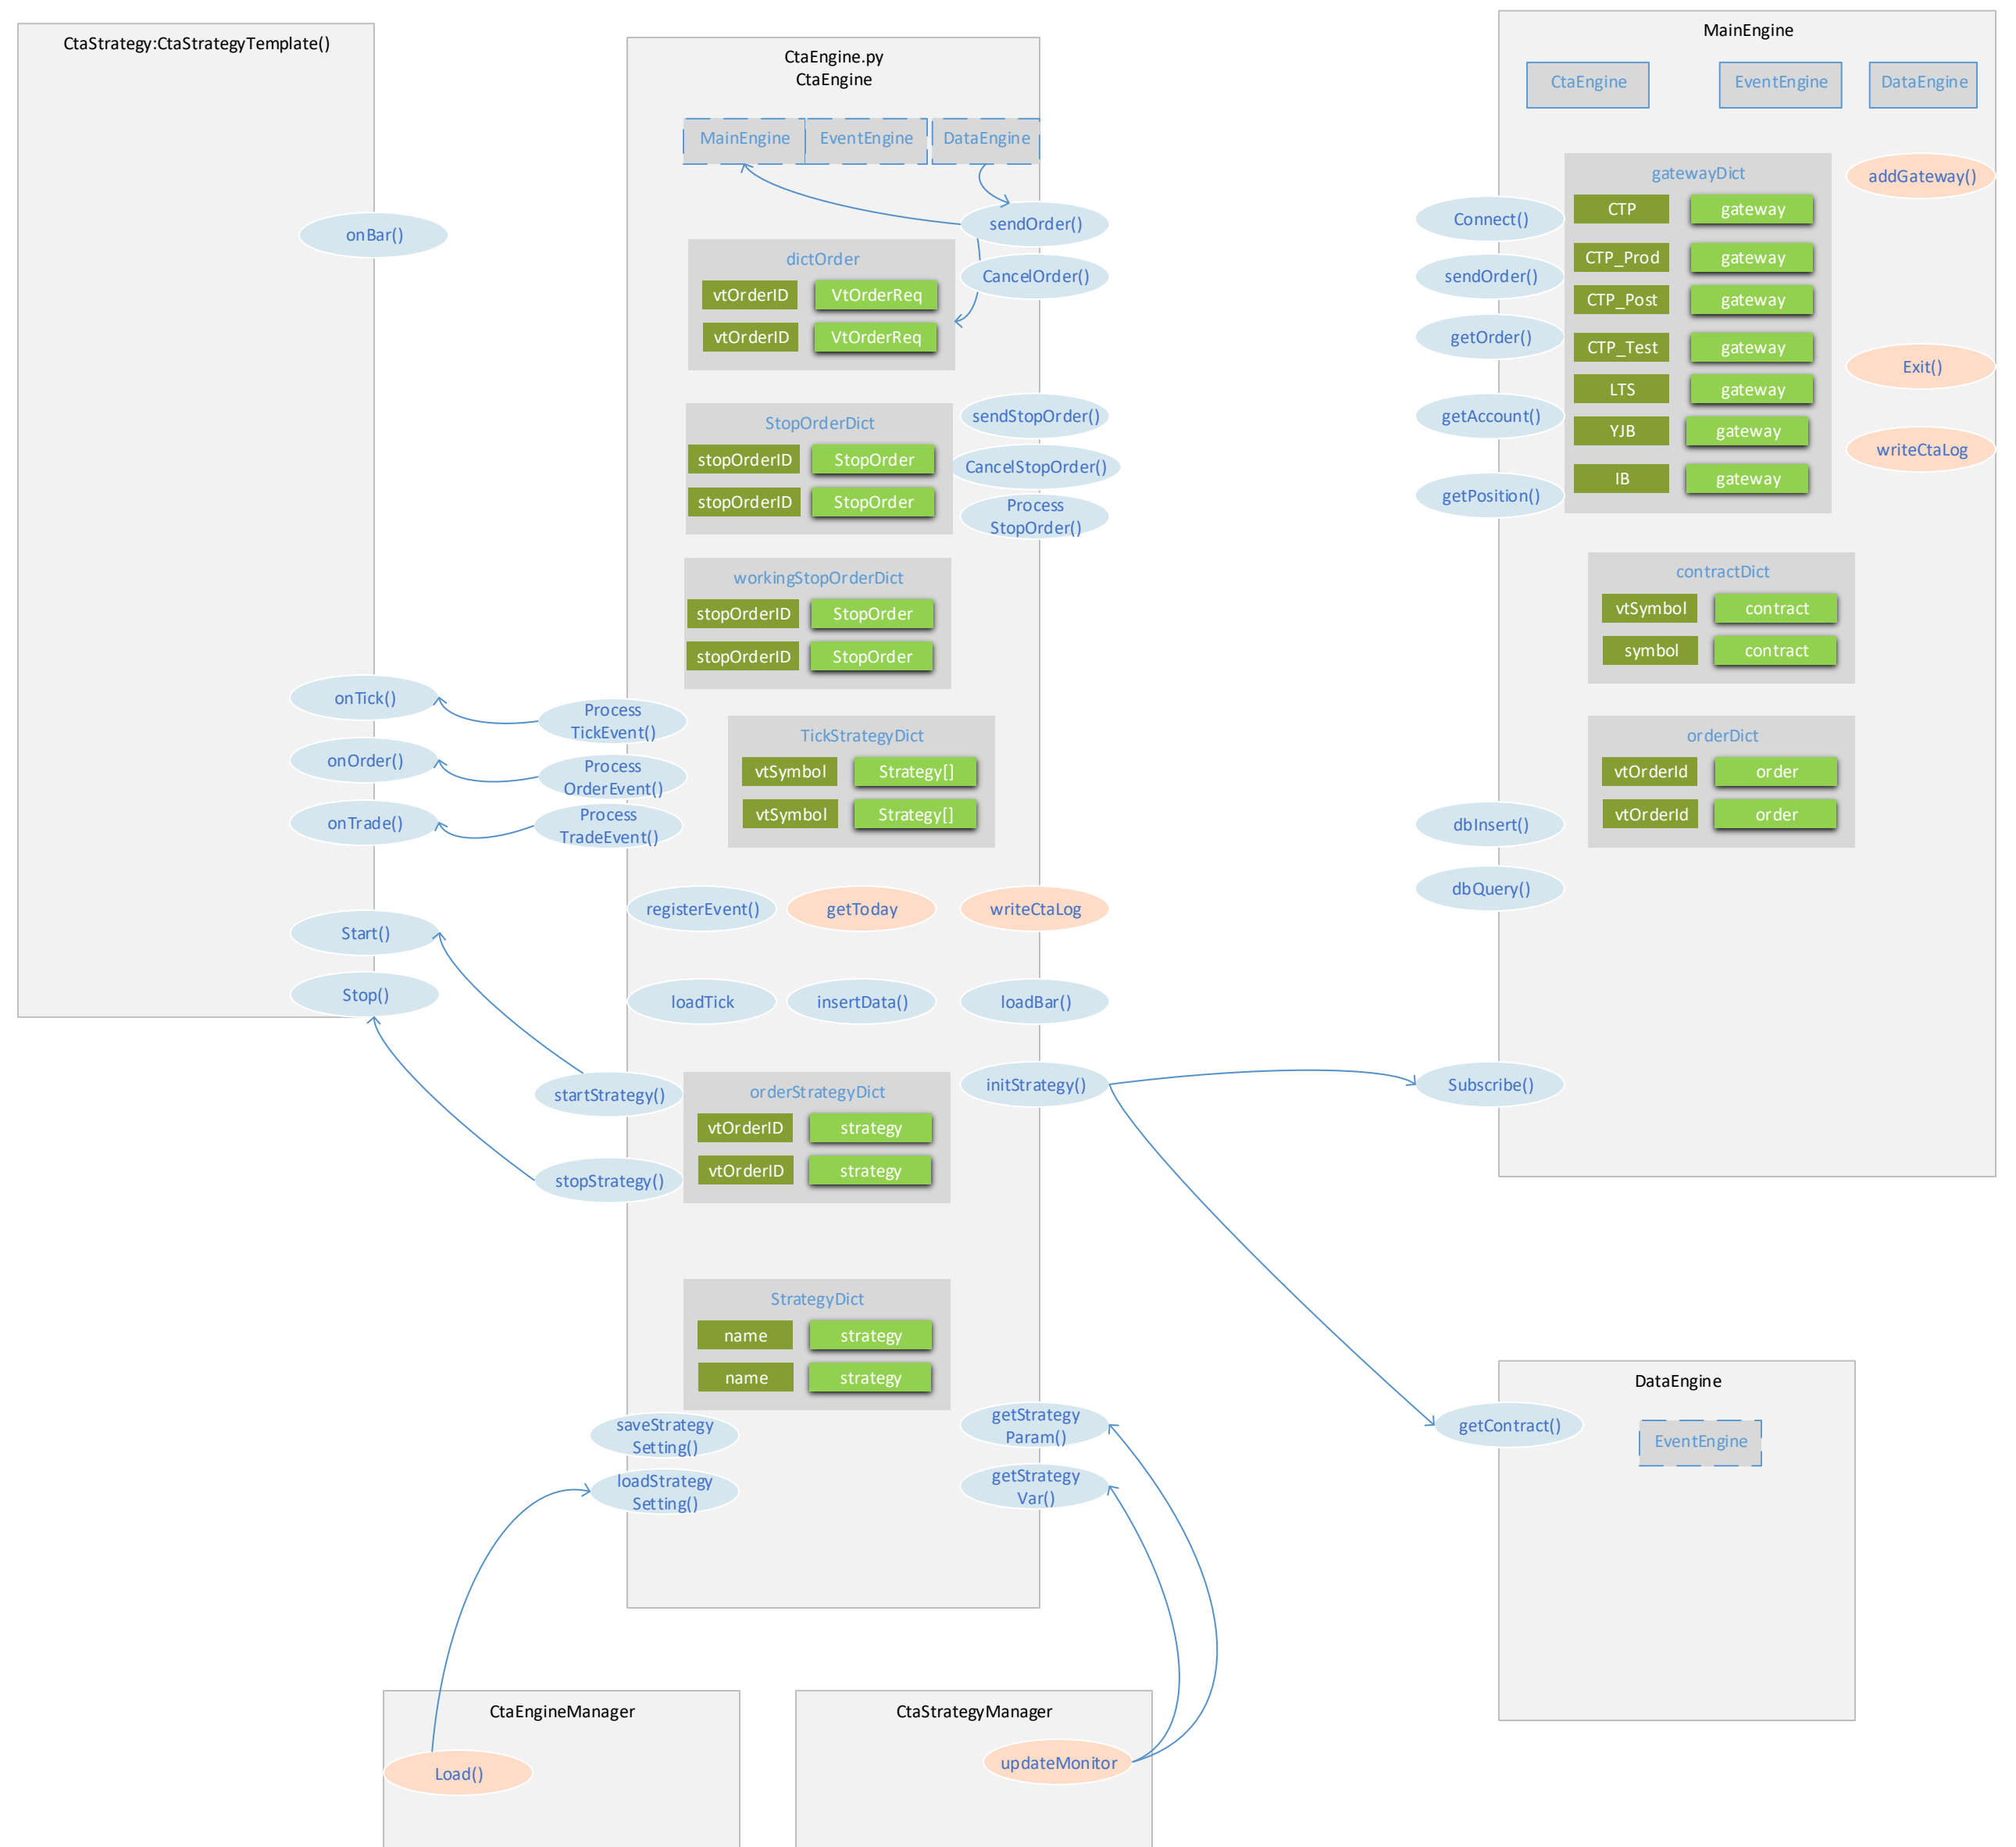 CtaStrategy:CtaStrategyTemplate()
onBar()
onTick()
onOrder()
onTrade()
Start()
Stop()
CtaEngine.py
CtaEngine
MainEngine
EventEngine
DataEngine
sendOrder()
CancelOrder()
dictOrder
vtOrderID
VtOrderReq
vtOrderID
VtOrderReq
sendStopOrder()
CancelStopOrder()
Process
StopOrder()
StopOrderDict
stopOrderID
StopOrder
stopOrderID
StopOrder
workingStopOrderDict
stopOrderID
StopOrder
stopOrderID
StopOrder
Process
TickEvent()
Process
OrderEvent()
Process
TradeEvent()
TickStrategyDict
vtSymbol
Strategy[]
vtSymbol
Strategy[]
registerEvent()
getToday
writeCtaLog
loadTick
insertData()
loadBar()
startStrategy()
stopStrategy()
orderStrategyDict
vtOrderID
strategy
vtOrderID
strategy
initStrategy()
StrategyDict
name
strategy
name
strategy
saveStrategy
Setting()
loadStrategy
Setting()
getStrategy
Param()
getStrategy
Var()
MainEngine
CtaEngine
EventEngine
DataEngine
Connect()
sendOrder()
getOrder()
getAccount()
getPosition()
gatewayDict
CTP
gateway
CTP_Prod
gateway
CTP_Post
gateway
CTP_Test
gateway
LTS
gateway
YJB
gateway
IB
gateway
addGateway()
Exit()
writeCtaLog
contractDict
vtSymbol
contract
symbol
contract
orderDict
vtOrderId
order
vtOrderId
order
dbInsert()
dbQuery()
Subscribe()
DataEngine
EventEngine
getContract()
CtaEngineManager
Load()
CtaStrategyManager
updateMonitor